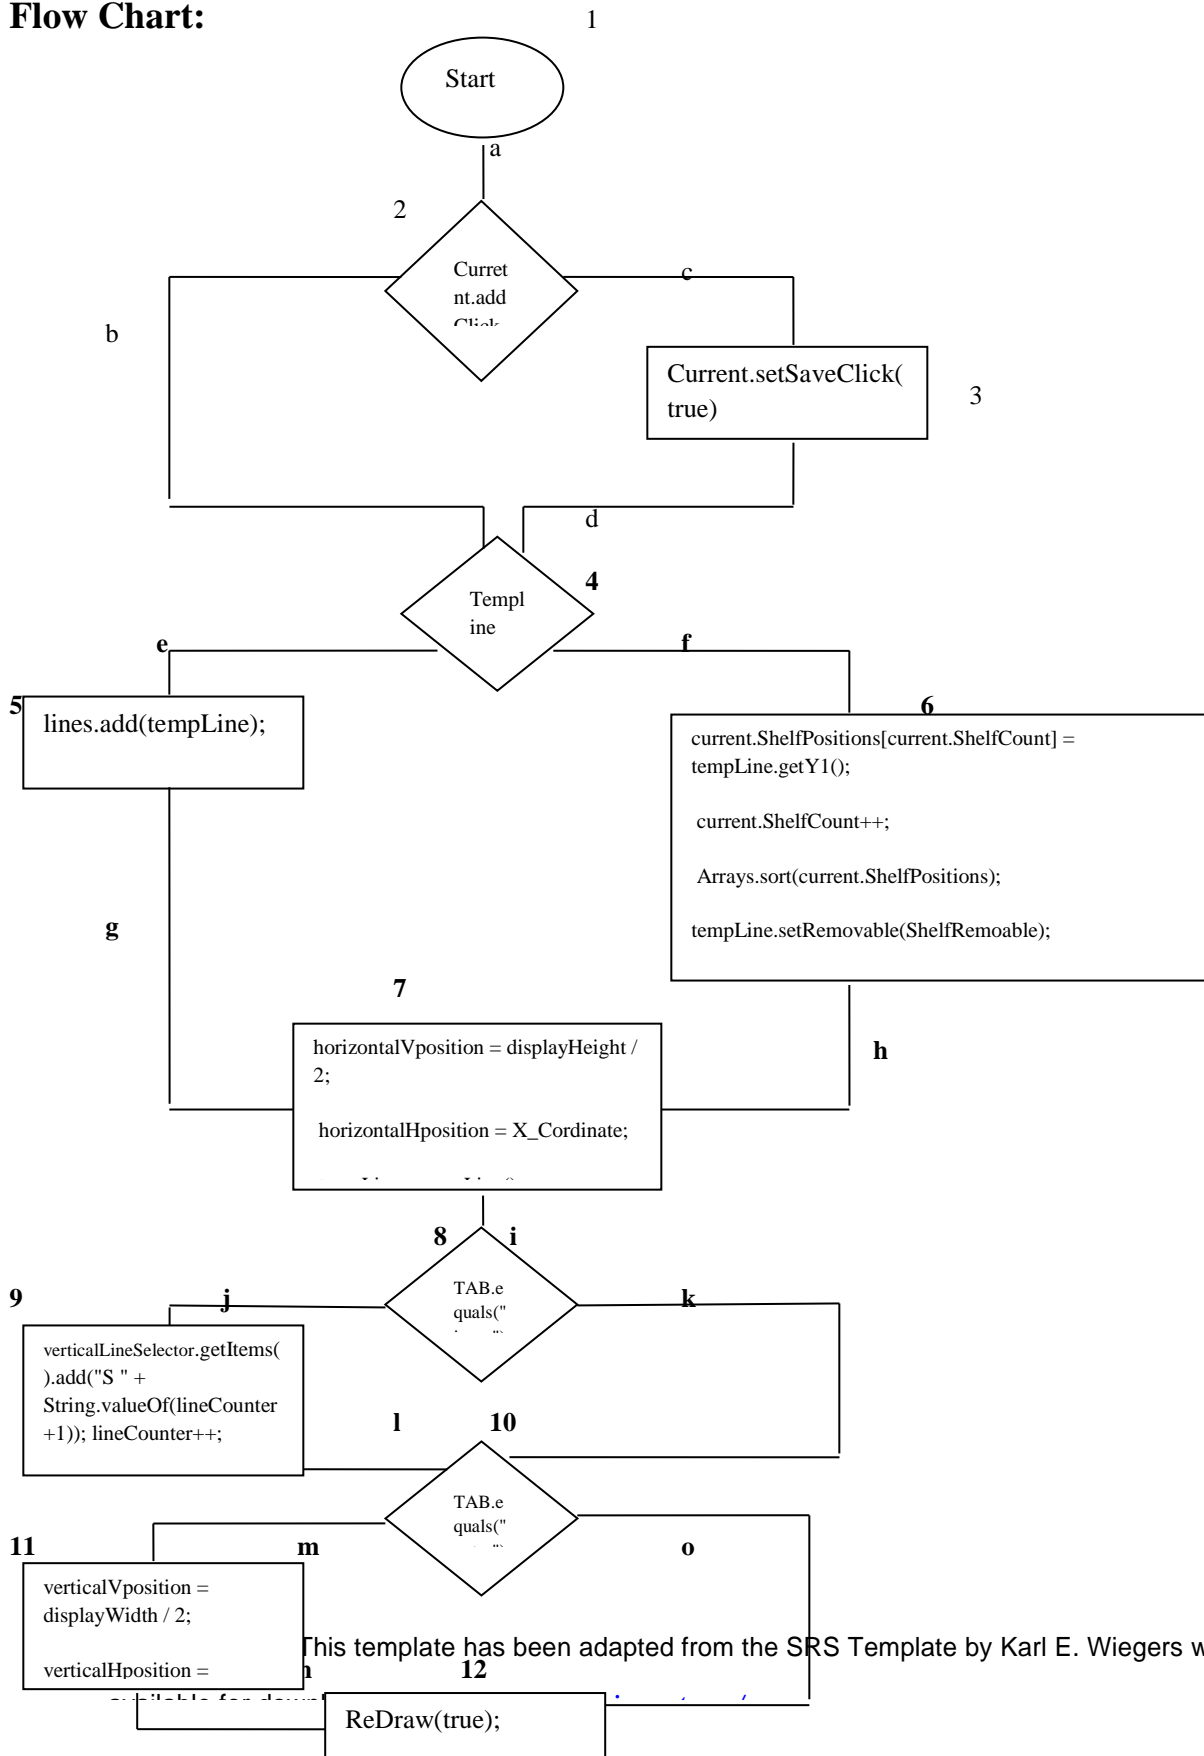 Flow Chart:
1
Start
a
2
Curret
nt.add
Click
c
b
Current.setSaveClick(
true)
3
d
4
Templ
ine
e
f
5
lines.add(tempLine);
6
current.ShelfPositions[current.ShelfCount] =
tempLine.getY1();
current.ShelfCount++;
Arrays.sort(current.ShelfPositions);
tempLine.setRemovable(ShelfRemoable);
g
7
h
horizontalVposition = displayHeight /
2;
horizontalHposition = X_Cordinate;
8
i
TAB.e
quals("
9
j
k
verticalLineSelector.getItems(
).add("S " +
String.valueOf(lineCounter
+1)); lineCounter++;
l
10
TAB.e
quals("
11
m
o
verticalVposition =
displayWidth / 2;
verticalHposition =
This template has been adapted from the SRS Template by Karl E. Wiegers w
n
12
available for
ReDraw(true);